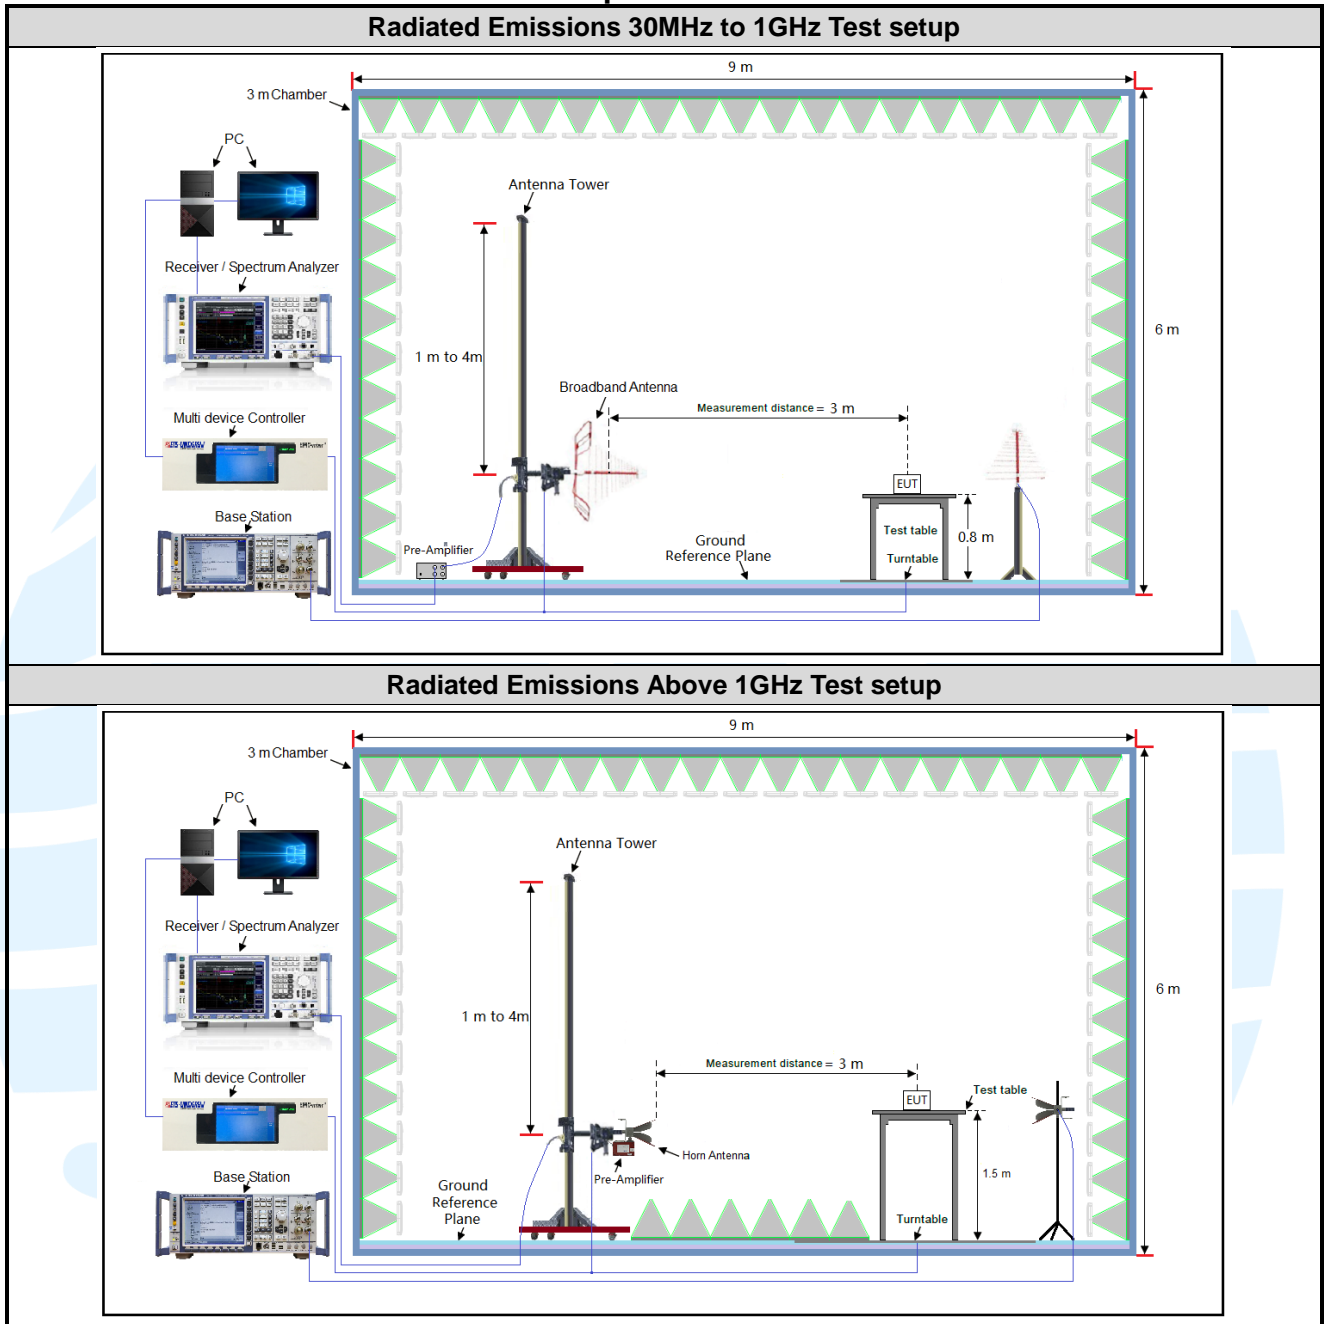 Radiated Emissions 30MHz to 1GHz Test setup
9 m
3 m Chamber
PC
Antenna Tower
Receiver / Spectrum Analyzer
6 m
1 m to 4m
Broadband Antenna
Measurement distance = 3 m
Multi device Controller
EUT
Base Station
Test table
0.8 m
Ground
Reference Plane
Pre-Amplifier
Turntable
Radiated Emissions Above 1GHz Test setup
9 m
3 m Chamber
PC
Antenna Tower
Receiver / Spectrum Analyzer
6 m
1 m to 4m
Measurement distance = 3 m
Multi device Controller
Test table
EUT
Horn Antenna
Pre-Amplifier
1.5 m
Base Station
Ground
Reference
Plane
Turntable